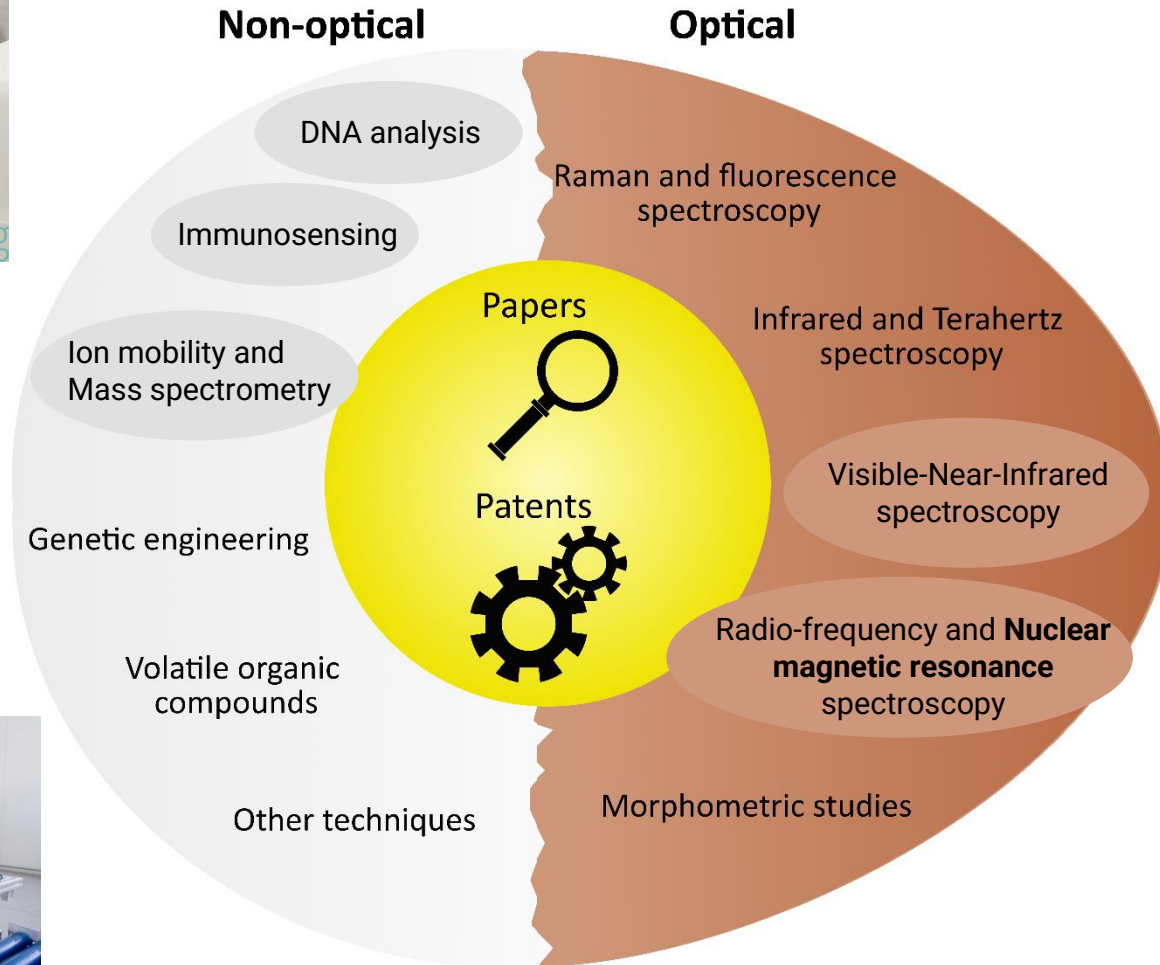 Non-optical
Optical
DNA analysis
Immunosensing
Ion mobility and
Mass spectrometry
Genetic engineering
Volatile organic
compounds
Other techniques
Papers
Patents
Raman and fluorescence
spectroscopy
Infrared and Terahertz
spectroscopy
Visible-Near-Infrared
spectroscopy
Radio-frequency and Nuclear
magnetic resonance
spectroscopy
Morphometric studies